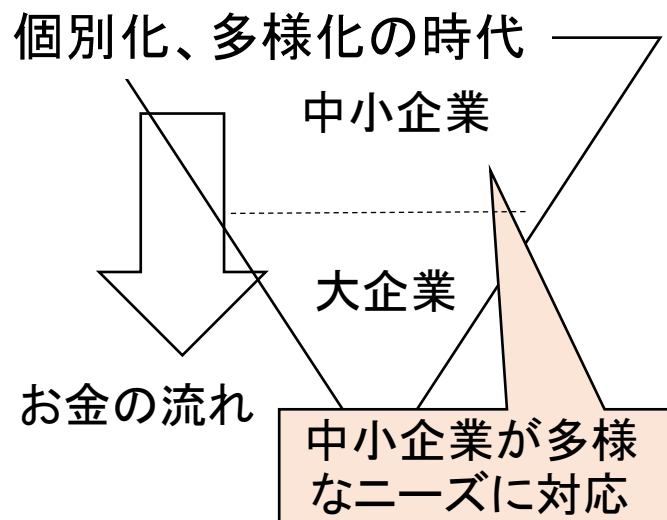 個別化、多様化の時代
中小企業
大企業
お金の流れ
中小企業が多様
なニーズに対応